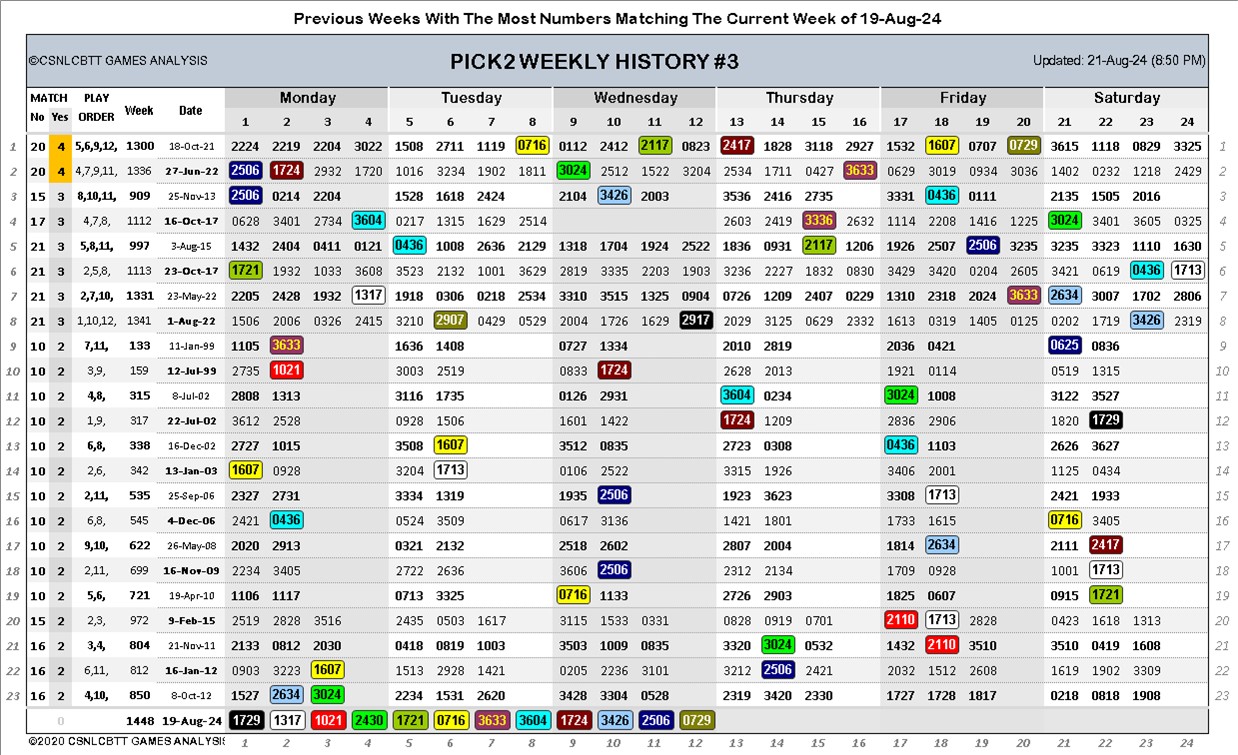 Previous Weeks With The Most Numbers Matching The Current Week of 19-Aug-24
©CSNLCBTT GAMES ANALYSIS PICK2 WEEKLY HISTORY #3 Updated: 21-Aug-24 (8:50 PM)
MATCH PLAY Week Date Monday Tuesday Wednesday Thursday Friday Saturday
No Yes ORDER 1 2 3 4 5 6 7 8 9 10 11 12 13 14 15 16 17 18 19 20 21 22 23 24
1 20 4 5,6,9,12, 1300 18-Oct-21 2224 2219 2204 3022 1508 2711 1119 0716 0112 2412 2117 0823 2417 1828 3118 2927 1532 1607 0707 0729 3615 1118 0829 3325 1
2 20 4 4,7,9,11, 1336 27-Jun-22 2506 1724 2932 1720 1016 3234 1902 1811 3024 2512 1522 3204 2534 1711 0427 3633 0629 3019 0934 3036 1402 0232 1218 2429 2
3 15 3 8,10,11, 909 25-Nov-13 2506 0214 2204 1528 1618 2424 2104 3426 2003 3536 2416 2735 3433 0436 0111 2135 1505 2016 3
4 17 3 4,7,8, 1112 16-Oct-17 0628 3401 2734 3604 0217 1315 1629 2514 2603 2419 3336 2632 1114 2208 1416 1225 3024 3401 3605 0325 4
5 21 3 5,8,11, 997 3-Aug-15 1432 2404 0411 0121 0436 1008 2636 2129 1318 1704 1924 2522 1836 0931 2117 1206 1926 2507 2506 3235 3235 3323 1110 1630 5
6 21 3 2,5,8, 1113 23-Oct-17 1721 1932 1033 3608 3523 2132 1001 3629 2819 3335 2203 1903 3236 2227 1832 0830 3429 3420 0204 2605 3421 0619 0436 1713 6
7 21 3 2,7,10, 1331 23-May-22 2205 2428 1932 1317 1918 0306 0218 2534 3310 3515 1325 0904 0726 1209 2407 0229 1310 2318 2024 3633 2634 3007 1702 2806 7
8 21 3 1,10,12, 1341 1-Aug-22 1506 2006 0326 2415 3210 2907 0429 0529 2004 1726 1629 2917 2029 3125 0629 2332 1613 0319 1405 0125 0202 1719 3426 2319 8
9 10 2 7,11, 133 11-Jan-99 1105 3633 1636 1408 0727 1334 2010 2819 2036 0421 0625 0836 9
10 10 2 3,9, 159 12-Jul-99 2735 1021 3003 2519 0833 1724 2628 2013 1921 0114 0519 1315 10
11 10 2 4,8, 315 8-Jul-02 2808 1313 3116 1735 0126 2931 3604 0234 3024 1008 3122 3527 11
12 10 2 1,9, 317 22-Jul-02 3612 2528 0928 1506 1601 1422 1724 1209 2836 2906 1820 1729 12
13 10 2 6,8, 338 16-Dec-02 2727 1015 3508 1607 3512 0835 2723 0308 0436 1103 2626 3627 13
14 10 2 2,6, 342 13-Jan-03 1607 0928 3204 1713 0106 2522 3315 1926 3406 2001 1125 0434 14
15 10 2 2,11, 535 25-Sep-06 2327 2731 3334 1319 1935 2506 1923 3623 3308 1713 2421 1933 15
16 10 2 6,8, 545 4-Dec-06 2421 0436 0524 3509 0617 3136 1421 1801 1733 1615 0716 3405 16
17 10 2 9,10, 622 26-May-08 2020 2913 0321 2132 2518 2602 2807 2004 1814 2634 2111 2417 17
18 10 2 2,11, 699 16-Nov-09 2234 3405 2722 2636 3606 2506 2312 2134 1709 0928 1001 1713 18
19 10 2 5,6, 721 19-Apr-10 1106 1117 0713 3325 0716 1133 2726 2903 1825 0607 0915 1721 19
20 15 2 2,3, 972 9-Feb-15 2519 2828 3516 2435 0503 1617 3115 1533 0331 0828 0919 0701 2110 1713 2828 0423 1618 1313 20
21 16 2 3,4, 804 21-Nov-11 2133 0812 2030 0418 0819 1003 3503 1009 0835 3320 3024 0532 1432 2110 3510 3510 0419 1608 21
22 16 2 6,11, 812 16-Jan-12 0903 3223 1607 1513 2928 1421 0205 2236 3101 3212 2506 2421 2032 1512 2608 1619 1902 3309 22
23 16 2 4,10, 850 8-Oct-12 1527 2634 3024 2234 1531 2620 3428 3304 0528 2319 3420 2330 1727 1728 1817 0218 0818 1908 23
0 1448 19-Aug-24 1729 1317 1021 2430 1721 0716 3633 3604 1724 3426 2506 0729
©2020 CSNLCBTT GAMES ANALYSIS 1 2 3 4 5 6 7 8 9 10 11 12 13 14 15 16 17 18 19 20 21 22 23 24